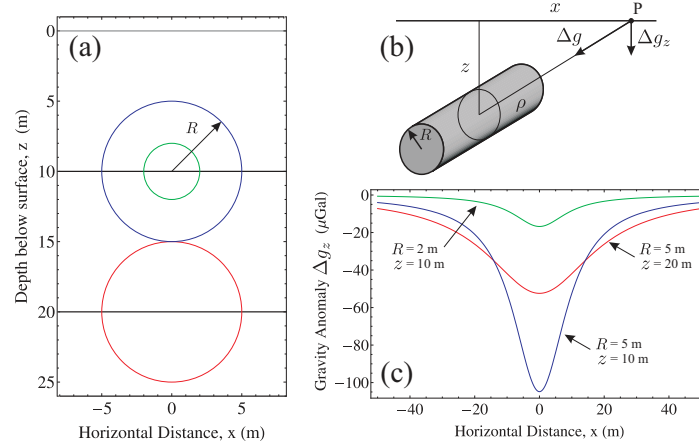 (a)
0
5
10
15
20
25
Depth below surface, z (m)
R
−5
0
5
Horizontal Distance, x (m)
(b)
x
P
Δg
Δg_z
z
ρ
R
0
−20
−40
−60
−80
−100
Gravity Anomaly Δg_z (μGal)
R = 2 m
z = 10 m
R = 5 m
z = 20 m
R = 5 m
z = 10 m
(c)
−40
−20
0
20
40
Horizontal Distance, x (m)